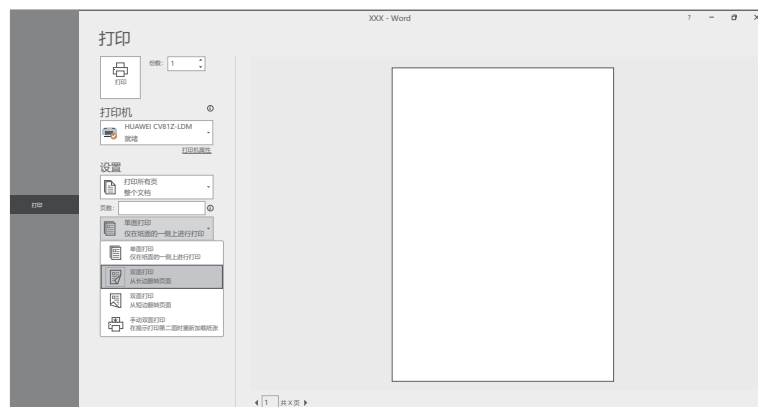 XXX - Word
?
打印
份数: 1
打印
打印机
HUAWEI CV81Z-LDM
就绪
打印机属性
设置
打印所有页
整个文档
打印
页数:
单面打印
仅在纸面的一侧上进行打印
单面打印
仅在纸面的一侧上进行打印
双面打印
从长边翻转页面
双面打印
从短边翻转页面
手动双面打印
在提示打印第二面时重新加载纸张
1 共 X 页